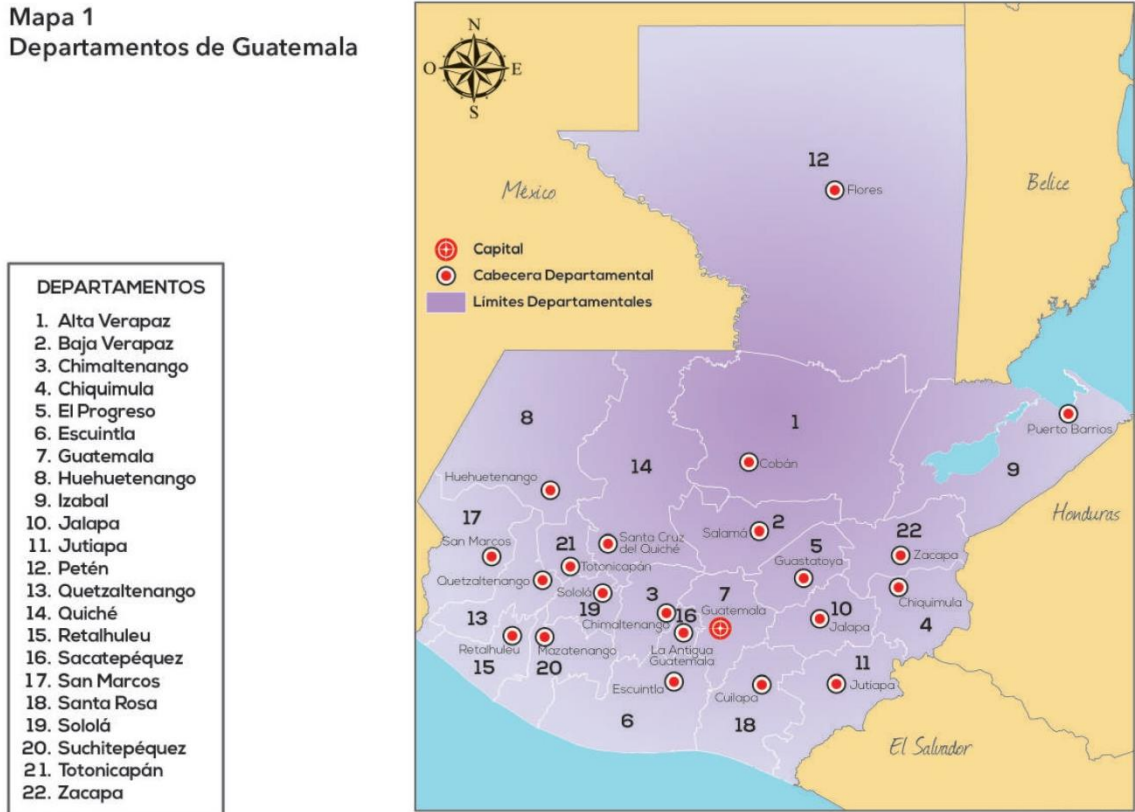 Mapa 1
Departamentos de Guatemala
N
O
E
S
12
Flores
México
Belice
Capital
Cabecera Departamental
Límites Departamentales
DEPARTAMENTOS
1. Alta Verapaz
2. Baja Verapaz
3. Chimaltenango
4. Chiquimula
5. El Progreso
6. Escuintla
7. Guatemala
8. Huehuetenango
9. Izabal
10. Jalapa
11. Jutiapa
12. Petén
13. Quetzaltenango
14. Quiché
15. Retalhuleu
16. Sacatepéquez
17. San Marcos
18. Santa Rosa
19. Sololá
20. Suchitepéquez
21. Totonicapán
22. Zacapa
8
1
Puerto Barrios
14
Cobán
9
Huehuetenango
Honduras
17
San Marcos
Santa Cruz
del Quiché
Salamá
2
22
Zacapa
21
Totonicapán
5
Guastatoya
Quetzaltenango
Sololá
19
3
Chimaltenango
7
Guatemala
Chiquimula
13
Retalhuleu
15
Mazatenango
20
16
La Antigua
Guatemala
10
Jalapa
4
Escuintla
6
Cuilapa
18
11
Jutiapa
El Salvador